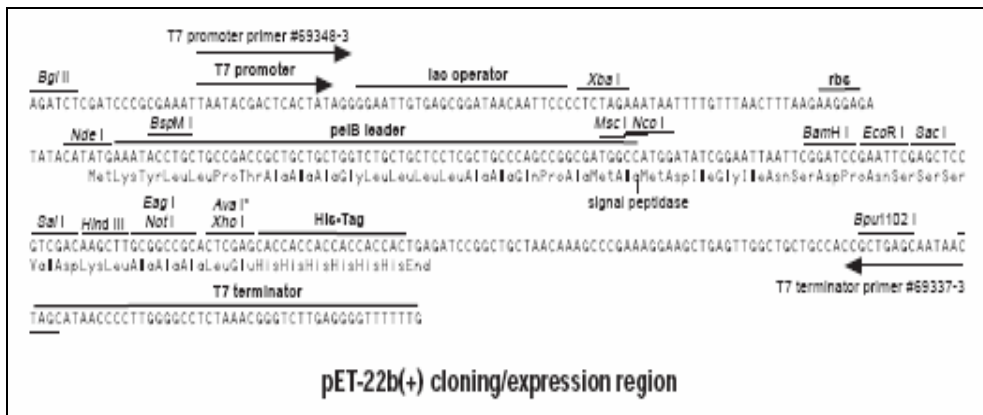 T7 promoter primer #69348-3
Bgl II T7 promoter lac operator Xba I rbs
AGATCTCGATCCCGCGAAATTAATACGACTCACTATAGGGGAATTGTGAGCGGATAACAATTCCCCTCTAGAAATAATTTTGTTTAACTTTAAGAAGGAGA
Nde I BspM I pelB leader Msc I Nco I BamH I EcoR I Sac I
TATACATATGAAATACCTGCTGCCGACCGCTGCTGCTGGTCTGCTGCTCCTCGCTGCCCAGCCGGCGATGGCCATGGATATCGGAATTAATTCGGATCCGAATTCGAGCTCC
MetLysTyrLeuLeuProThrAlaAlaAlaGlyLeuLeuLeuLeuAlaAlaGlnProAlaMetAlaMetAspIleGlyIleAsnSerAspProAsnSerSerSer
signal peptidase
Sal I Hind III Eag I Not I Ava I* Xho I His-Tag Bpu1102 I
GTCGACAAGCTTGCGGCCGCACTCGAGCACCACCACCACCACCACTGAGATCCGGCTGCTAACAAAGCCCGAAAGGAAGCTGAGTTGGCTGCTGCCACCGCTGAGCAATAAC
ValAspLysLeuAlaAlaAlaLeuGluHisHisHisHisHisHisEnd
T7 terminator T7 terminator primer #69337-3
TAGCATAACCCCTTGGGGCCTCTAAACGGGTCTTGAGGGGTTTTTTG
pET-22b(+) cloning/expression region